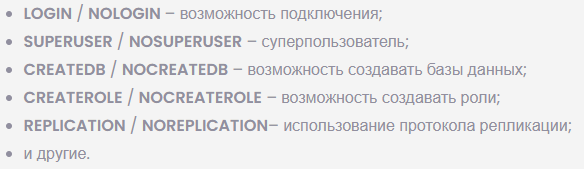 • LOGIN / NOLOGIN – возможность подключения;
• SUPERUSER / NOSUPERUSER – суперпользователь;
• CREATEDB / NOCREATEDB – возможность создавать базы данных;
• CREATEROLE / NOCREATEROLE – возможность создавать роли;
• REPLICATION / NOREPLICATION– использование протокола репликации;
• и другие.